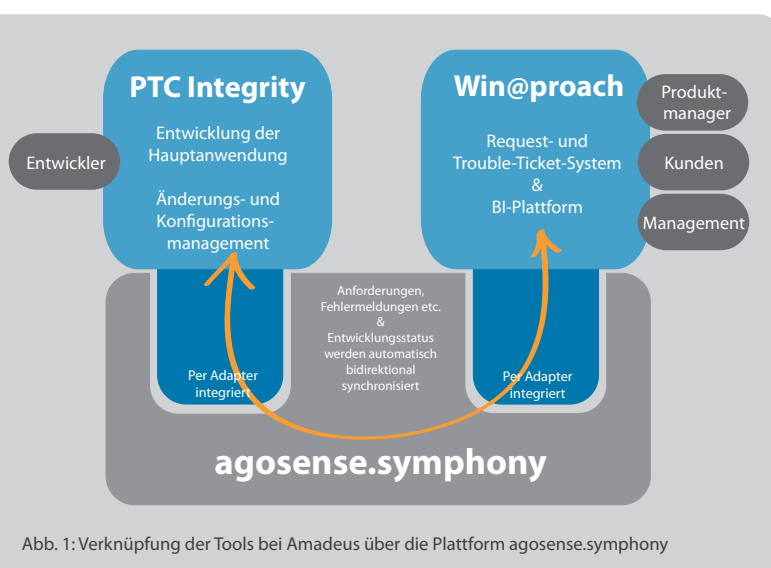 PTC Integrity
Entwicklung der
Hauptanwendung
Änderungs- und
Konfigurations-
management
Entwickler
Win@proach
Request- und
Trouble-Ticket-System
&
BI-Plattform
Produkt-
manager
Kunden
Management
Anforderungen,
Fehlermeldungen etc.
&
Entwicklungsstatus
werden automatisch
bidirektional
synchronisiert
Per Adapter
integriert
Per Adapter
integriert
agosense.symphony
Abb. 1: Verknüpfung der Tools bei Amadeus über die Plattform agosense.symphony